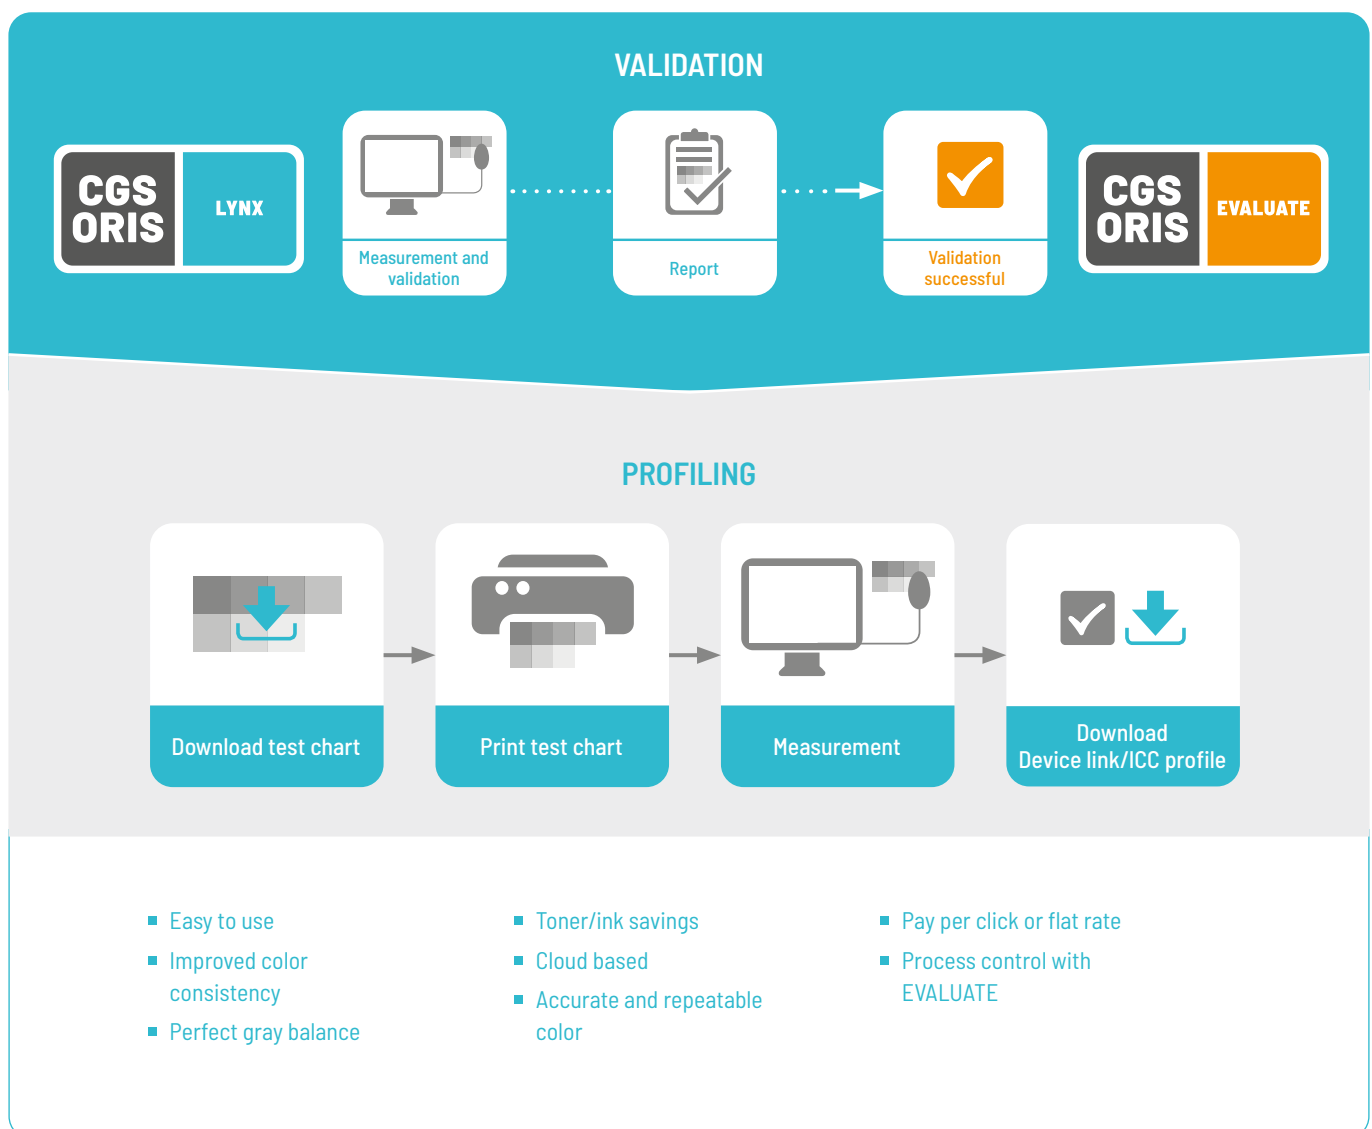 VALIDATION
CGS
ORIS
LYNX
Measurement and
validation
Report
Validation
successful
CGS
ORIS
EVALUATE
PROFILING
Download test chart
Print test chart
Measurement
Download
Device link/ICC profile
Easy to use
Improved color
consistency
Perfect gray balance
Toner/ink savings
Cloud based
Accurate and repeatable
color
Pay per click or flat rate
Process control with
EVALUATE